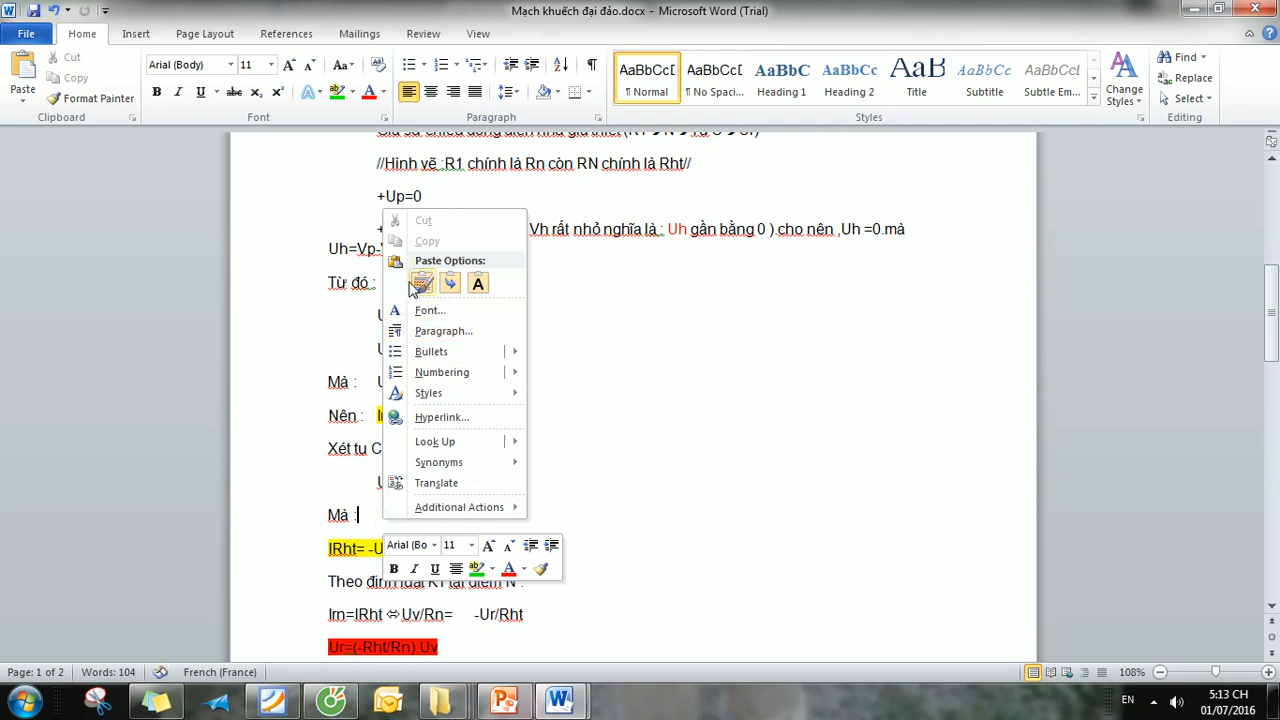 Mạch khuếch đại đảo.docx - Microsoft Word (Trial)
File Home Insert Page Layout References Mailings Review View
Paste
Cut
Copy
Format Painter
Clipboard
Arial (Body) 11
Font
Paragraph
AaBbCcD AaBbCcD AaBbC AaBbCc AaB AaBbCc. AaBbCcD
¶ Normal ¶ No Spaci... Heading 1 Heading 2 Title Subtitle Subtle Em...
Styles
Change Styles
Find
Replace
Select
Editing
//Hình vẽ :R1 chính là Rn còn RN chính là Rht//
+Up=0
+
Vh rất nhỏ nghĩa là : Uh gần bằng 0 ).cho nên ,Uh =0.mà
Uh=Vp-
Từ đó :
Mà :
Nên :
Xét tụ C
Mà :
IRht= -U
Theo định luật K1 tại điểm N :
Irn=IRht ⇔Uv/Rn= -Ur/Rht
Ur=(-Rht/Rn).Uv
Cut
Copy
Paste Options:
Font...
Paragraph...
Bullets
Numbering
Styles
Hyperlink...
Look Up
Synonyms
Translate
Additional Actions
Arial (Bo 11
Page: 1 of 2 Words: 104 French (France) 108%
EN 5:13 CH
01/07/2016